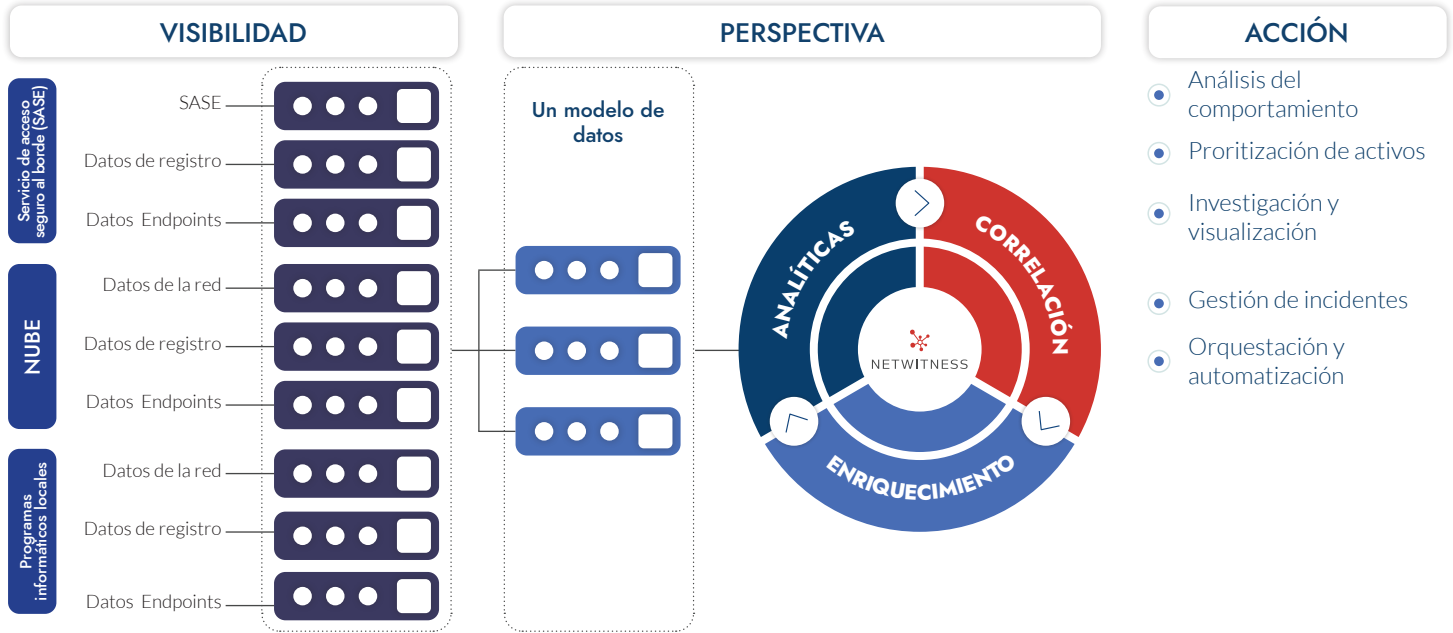 VISIBILIDAD
PERSPECTIVA
ACCIÓN
Servicio de acceso
seguro al borde (SASE)
SASE
Datos de registro
Datos Endpoints
NUBE
Datos de la red
Datos de registro
Datos Endpoints
Programas
informáticos locales
Datos de la red
Datos de registro
Datos Endpoints
Un modelo de
datos
ANALÍTICAS
CORRELACIÓN
ENRIQUECIMIENTO
NETWITNESS
Análisis del
comportamiento
Proritización de activos
Investigación y
visualización
Gestión de incidentes
Orquestación y
automatización